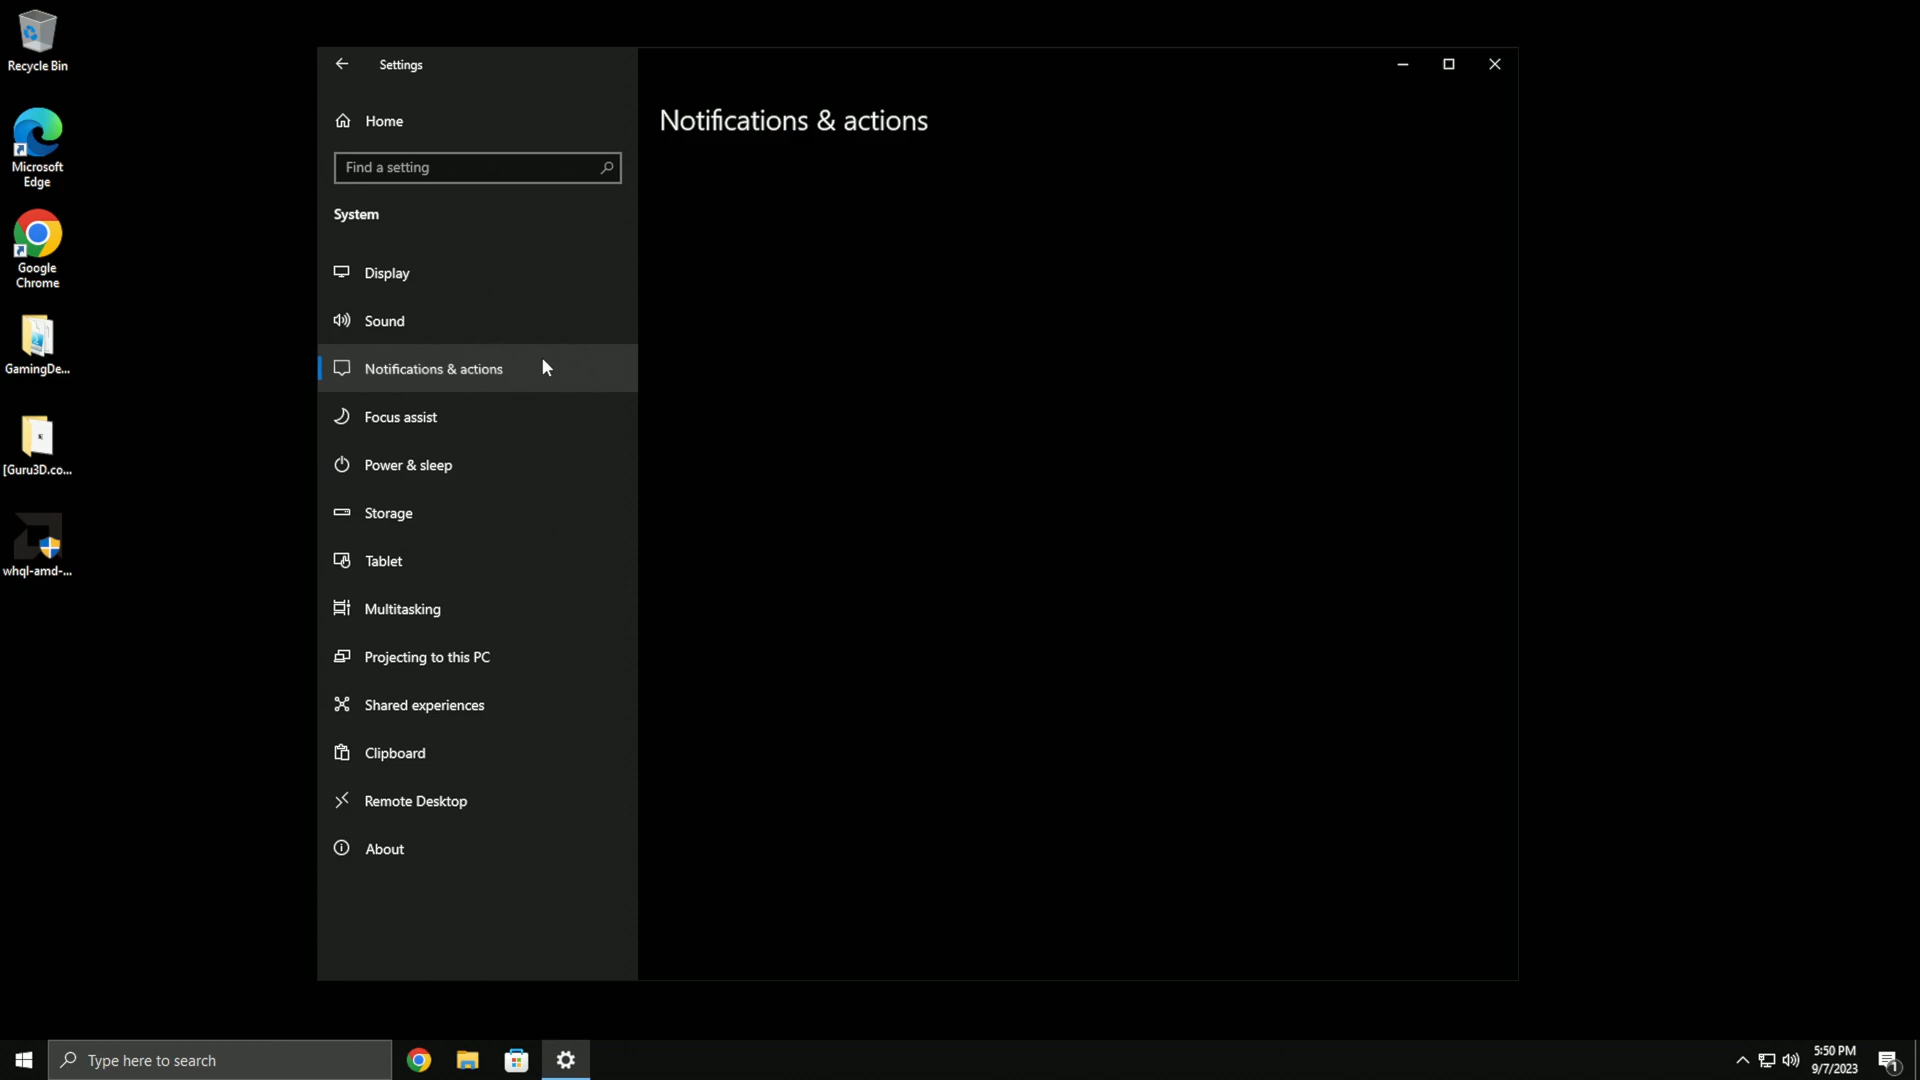 Recycle Bin
Microsoft
Edge
Google
Chrome
GamingDe...
[Guru3D.co...
whql-amd-...
Settings
Home
Find a setting
System
Display
Sound
Notifications & actions
Focus assist
Power & sleep
Storage
Tablet
Multitasking
Projecting to this PC
Shared experiences
Clipboard
Remote Desktop
About
Notifications & actions
Type here to search
5:50 PM
9/7/2023
1